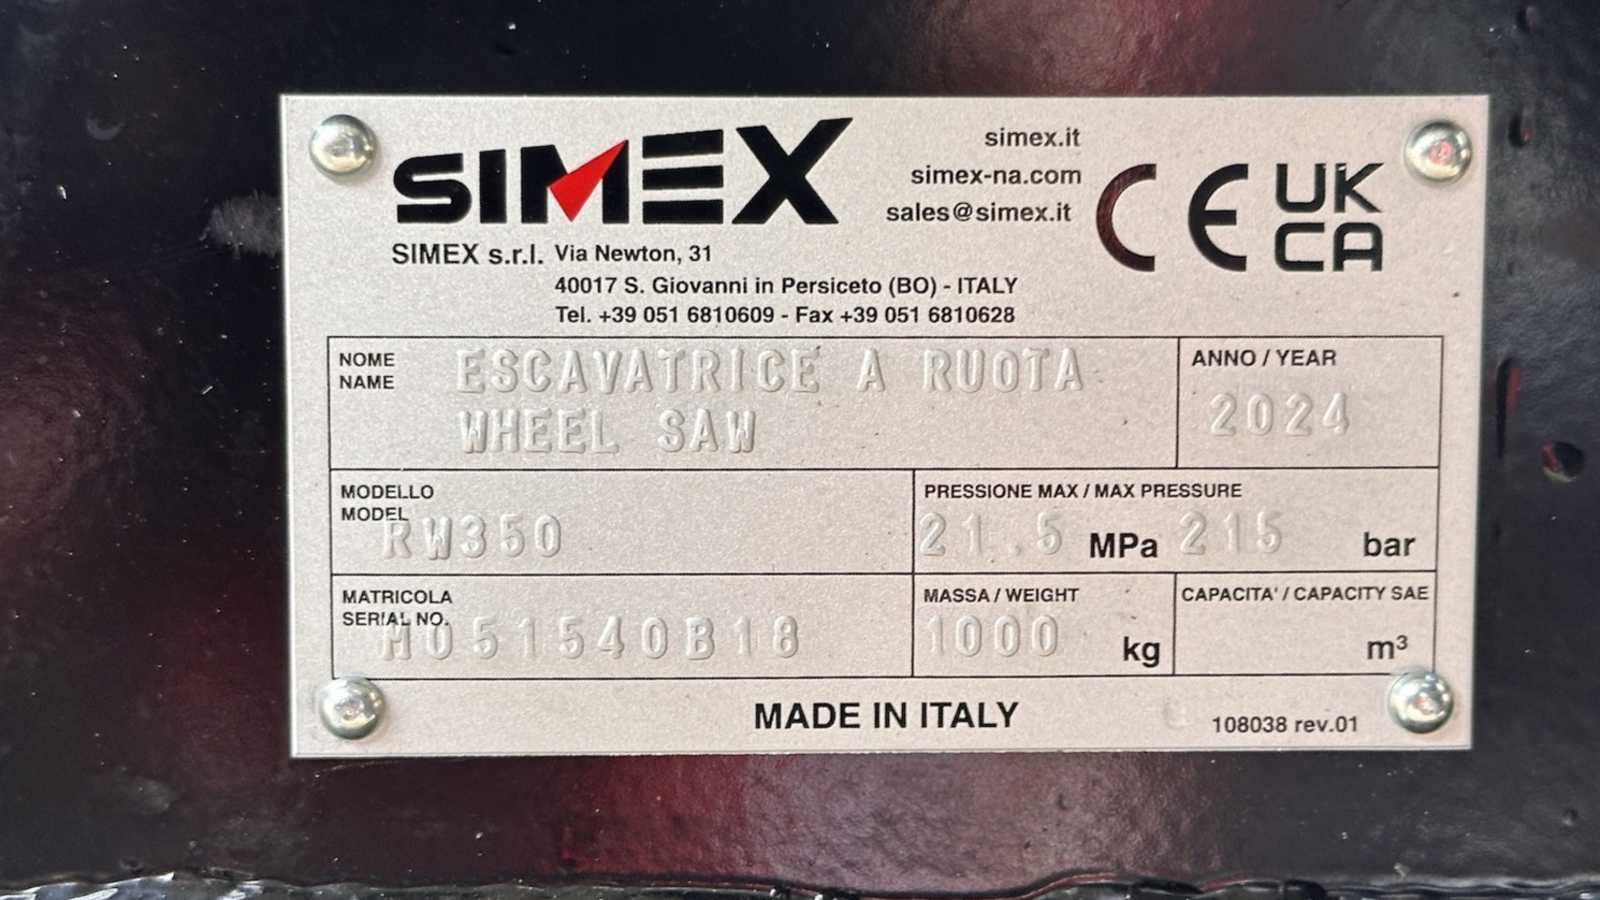 SIMEX
simex.it
simex-na.com
sales@simex.it
CE
UK
CA
SIMEX s.r.l. Via Newton, 31
40017 S. Giovanni in Persiceto (BO) - ITALY
Tel. +39 051 6810609 - Fax +39 051 6810628
NOME
NAME
ESCAVATRICE A RUOTA
WHEEL SAW
ANNO / YEAR
2024
MODELLO
MODEL
RW350
PRESSIONE MAX / MAX PRESSURE
21.5 MPa 215 bar
MATRICOLA
SERIAL NO.
M051540B18
MASSA / WEIGHT
1000 kg
CAPACITA' / CAPACITY SAE
m³
MADE IN ITALY
108038 rev.01